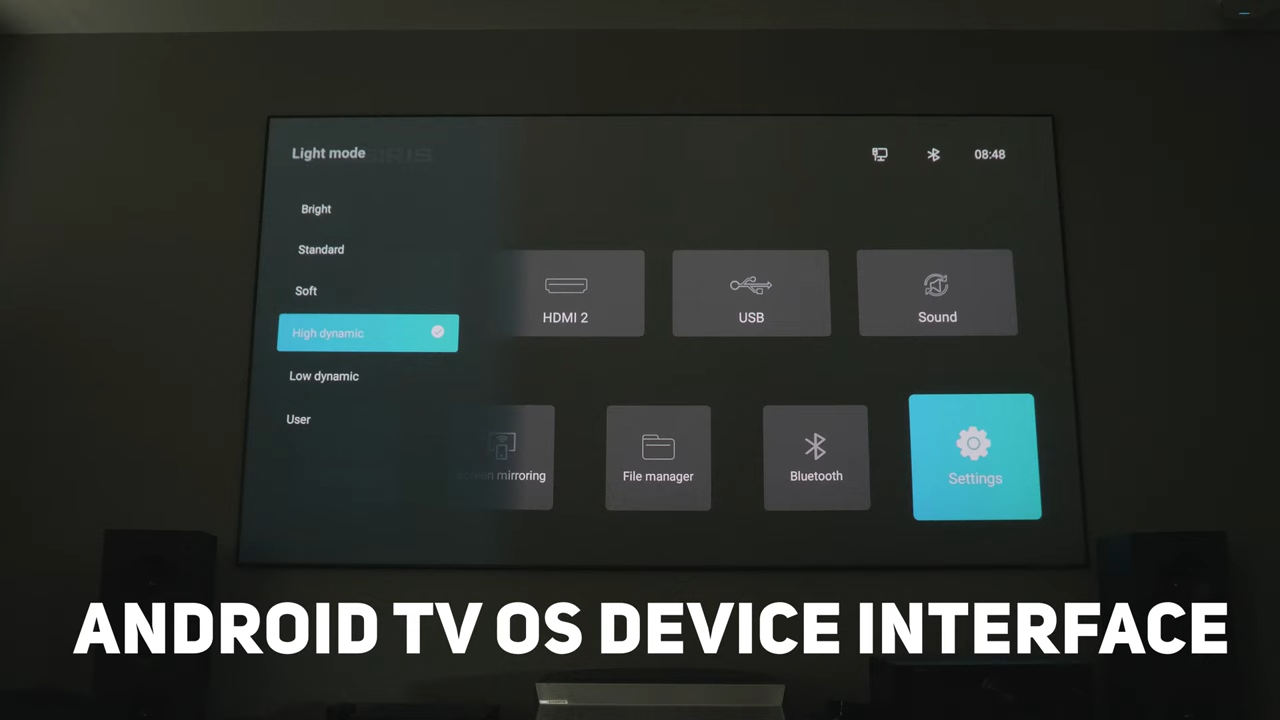 Light mode
08:48
Bright
Standard
Soft
High dynamic
Low dynamic
User
HDMI 2
USB
Sound
mirroring
File manager
Bluetooth
Settings
ANDROID TV OS DEVICE INTERFACE